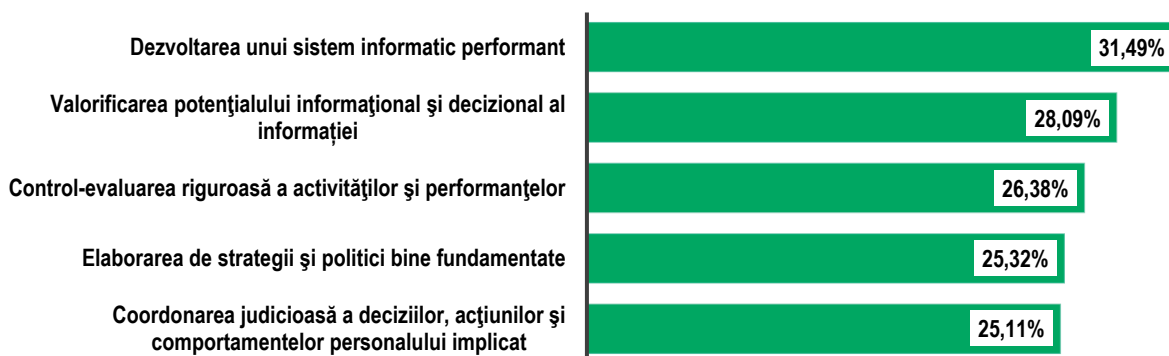 Dezvoltarea unui sistem informatic performant
31,49%
Valorificarea potenţialului informaţional şi decizional al
informației
28,09%
Control-evaluarea riguroasă a activităţilor şi performanţelor
26,38%
Elaborarea de strategii şi politici bine fundamentate
25,32%
Coordonarea judicioasă a deciziilor, acţiunilor şi
comportamentelor personalului implicat
25,11%